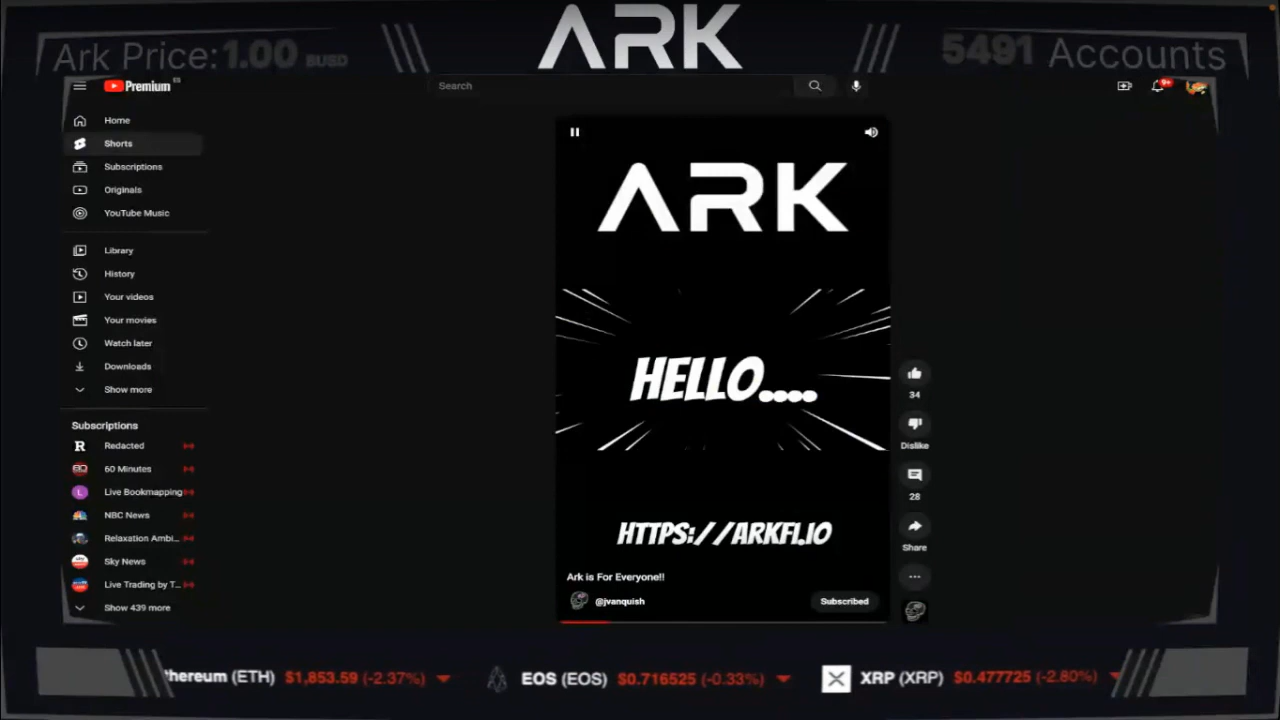 ARK
Ark Price:1.00 BUSD
5491 Accounts
Premium
Search
9+
Home
Shorts
Subscriptions
Originals
YouTube Music
Library
History
Your videos
Your movies
Watch later
Downloads
Show more
Subscriptions
R Redacted
60 Minutes
L Live Bookmapping
NBC News
Relaxation Ambi...
Sky News
Live Trading by T...
Show 439 more
ARK
HELLO....
HTTPS://ARKFI.IO
Ark is For Everyone!!
@jvanquish
Subscribed
34
Dislike
28
Share
thereum (ETH) $1,853.59 (-2.37%)
EOS (EOS) $0.716525 (-0.33%)
XRP (XRP) $0.477725 (-2.80%)